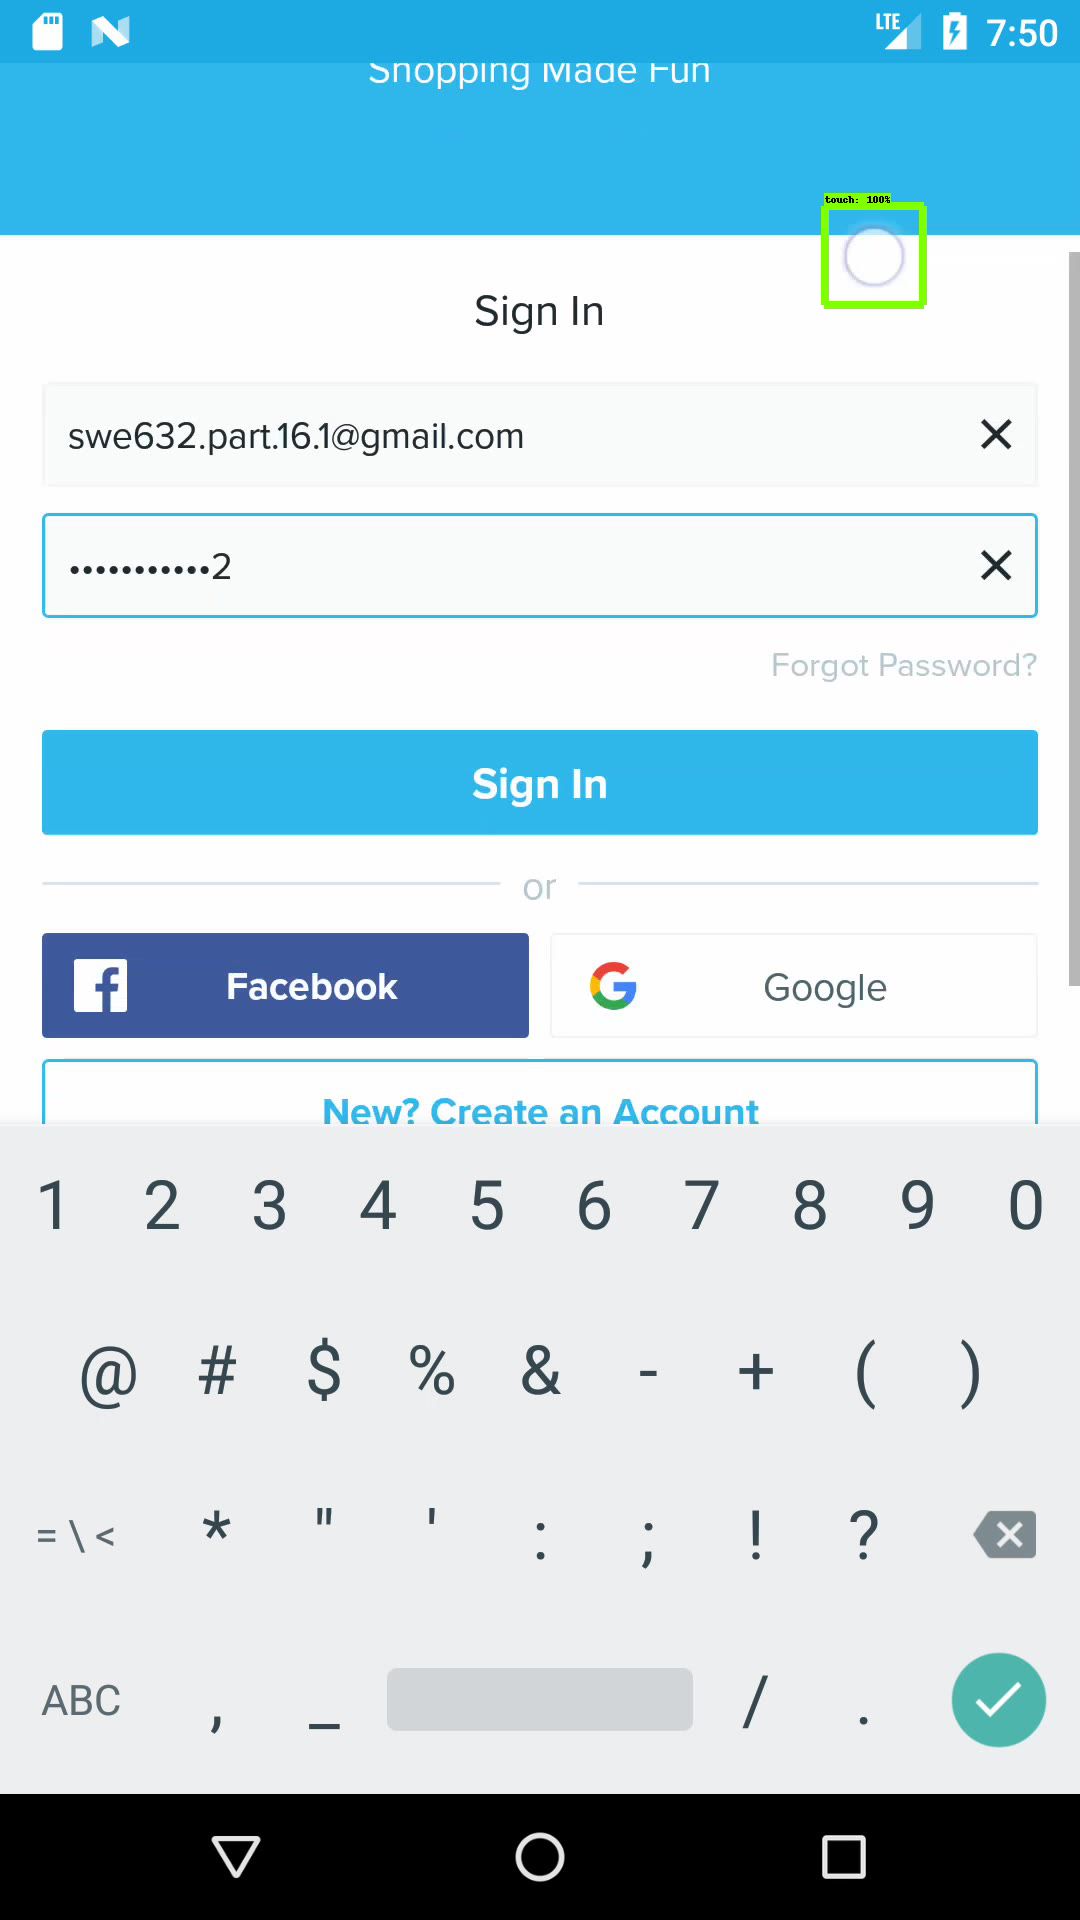 LTE 7:50
Shopping Made Fun
touch: 100%
Sign In
swe632.part.16.1@gmail.com
•••••••••••2
Forgot Password?
Sign In
or
Facebook
Google
New? Create an Account
1 2 3 4 5 6 7 8 9 0
@ # $ % & - + ( )
= \ < * " ' : ; ! ?
ABC , _ / .